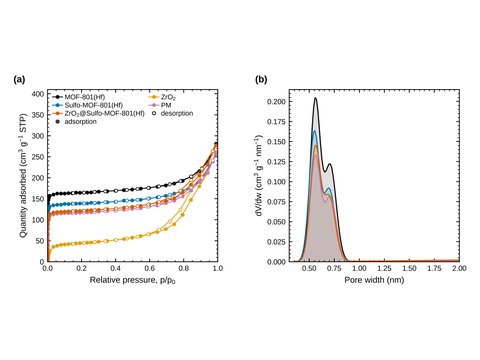 (a)
MOF-801(Hf)
Sulfo-MOF-801(Hf)
ZrO₂@Sulfo-MOF-801(Hf)
adsorption
ZrO₂
PM
desorption
Quantity adsorbed (cm³ g⁻¹ STP)
400
350
300
250
200
150
100
50
0
0.0 0.2 0.4 0.6 0.8 1.0
Relative pressure, p/p₀
(b)
dV/dw (cm³ g⁻¹ nm⁻¹)
0.200
0.175
0.150
0.125
0.100
0.075
0.050
0.025
0.000
0.50 0.75 1.00 1.25 1.50 1.75 2.00
Pore width (nm)